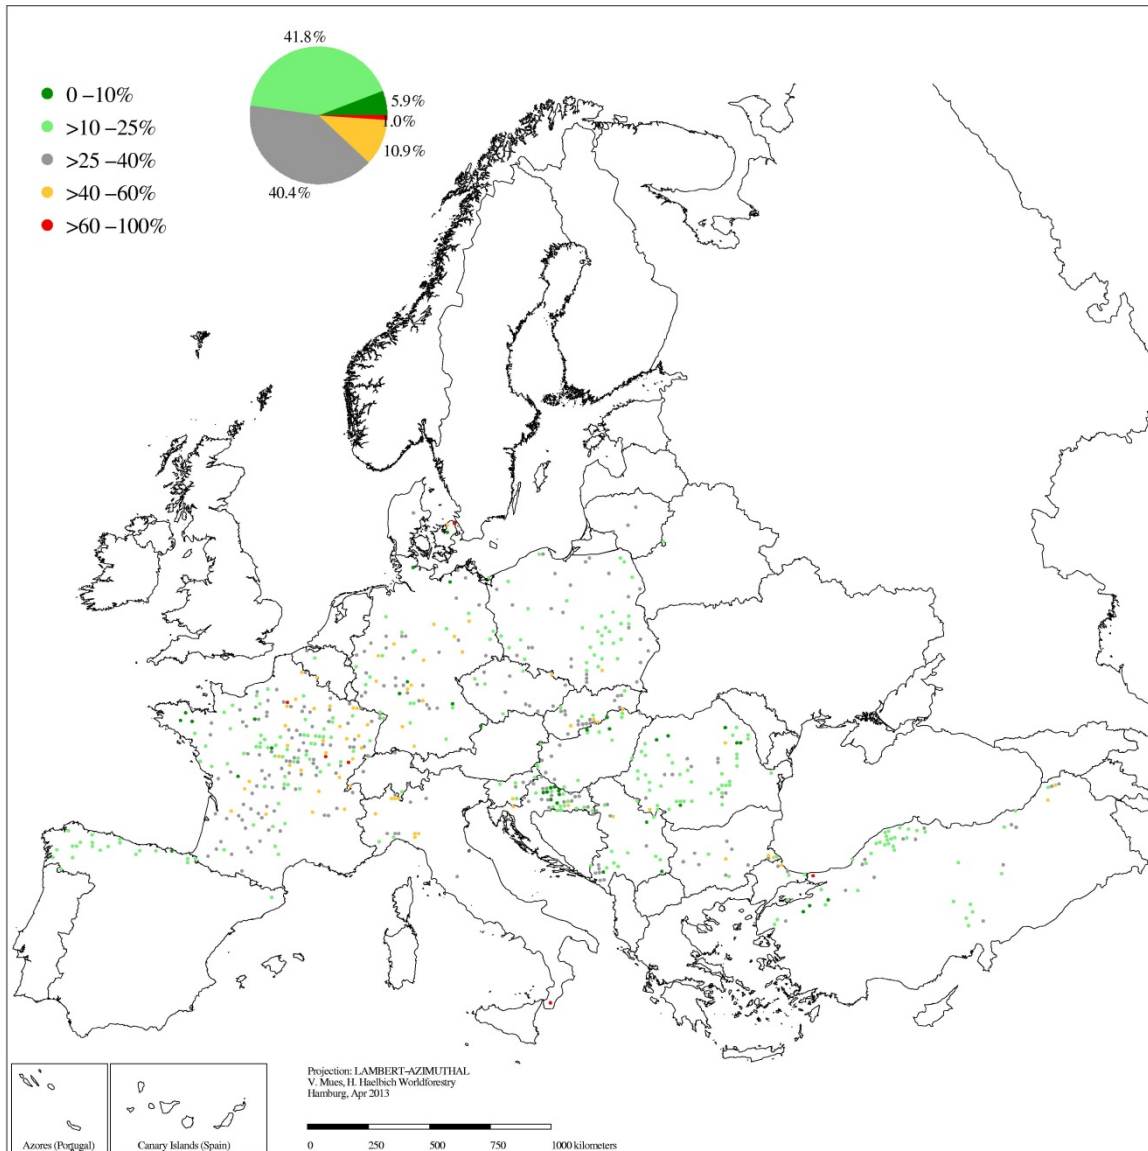 41.8%
0 –10%
5.9%
>10 –25%
1.0%
>25 –40%
10.9%
>40 –60%
40.4%
>60 –100%
Projection: LAMBERT–AZIMUTHAL
V. Mues, H. Haelbich Worldforestry
Hamburg, Apr 2013
Azores (Portugal)
Canary Islands (Spain)
0 250 500 750 1000 kilometers